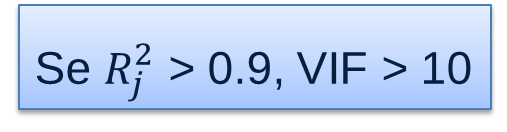 Se $R_j^2$ > 0.9, VIF > 10